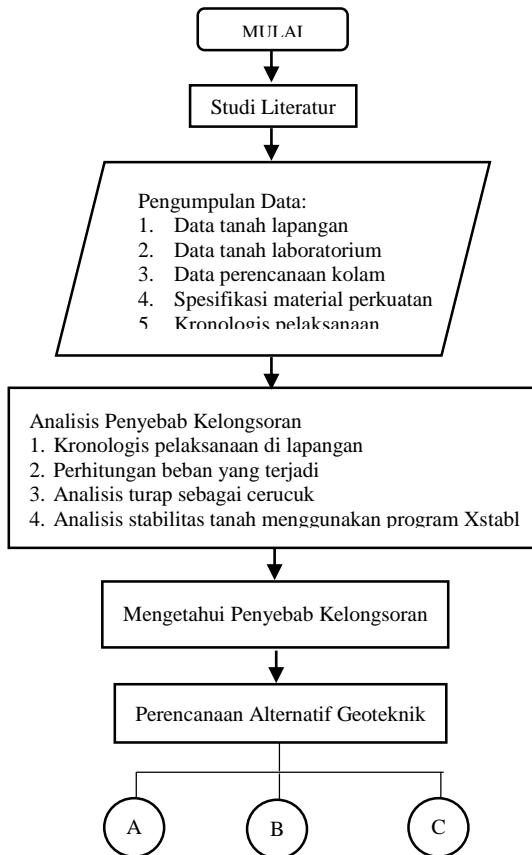 MULAI
Studi Literatur
Pengumpulan Data:
1. Data tanah lapangan
2. Data tanah laboratorium
3. Data perencanaan kolam
4. Spesifikasi material perkuatan
5. Kronologis pelaksanaan
Analisis Penyebab Kelongsoran
1. Kronologis pelaksanaan di lapangan
2. Perhitungan beban yang terjadi
3. Analisis turap sebagai cerucuk
4. Analisis stabilitas tanah menggunakan program Xstabl
Mengetahui Penyebab Kelongsoran
Perencanaan Alternatif Geoteknik
A B C